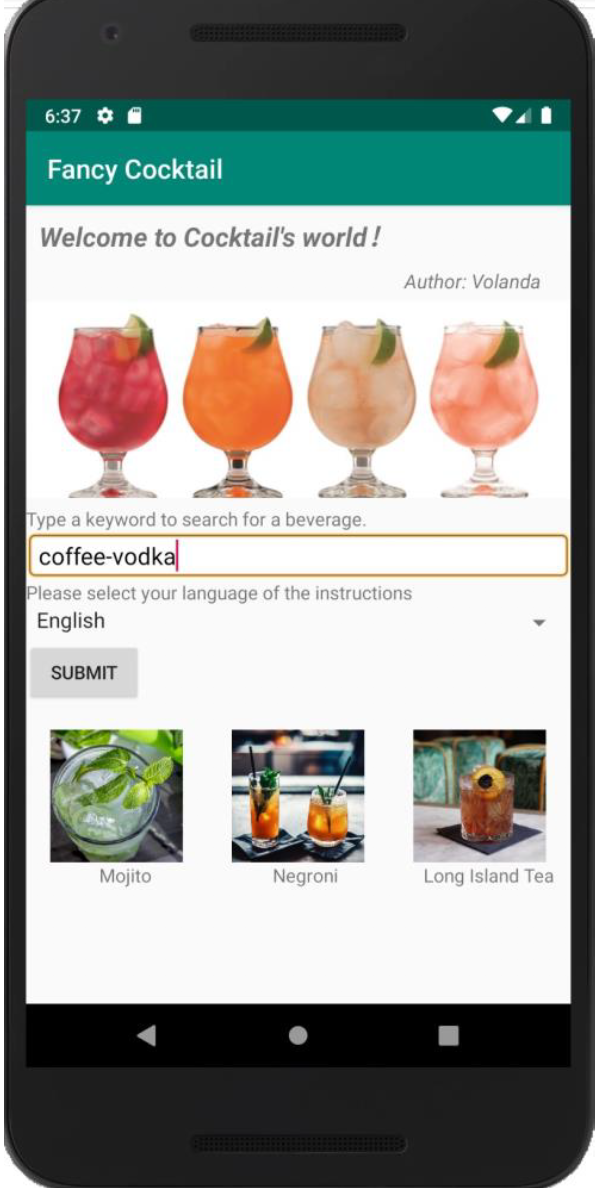 6:37
Fancy Cocktail
Welcome to Cocktail's world！
Author: Volanda
Type a keyword to search for a beverage.
coffee-vodka
Please select your language of the instructions
English
SUBMIT
Mojito Negroni Long Island Tea